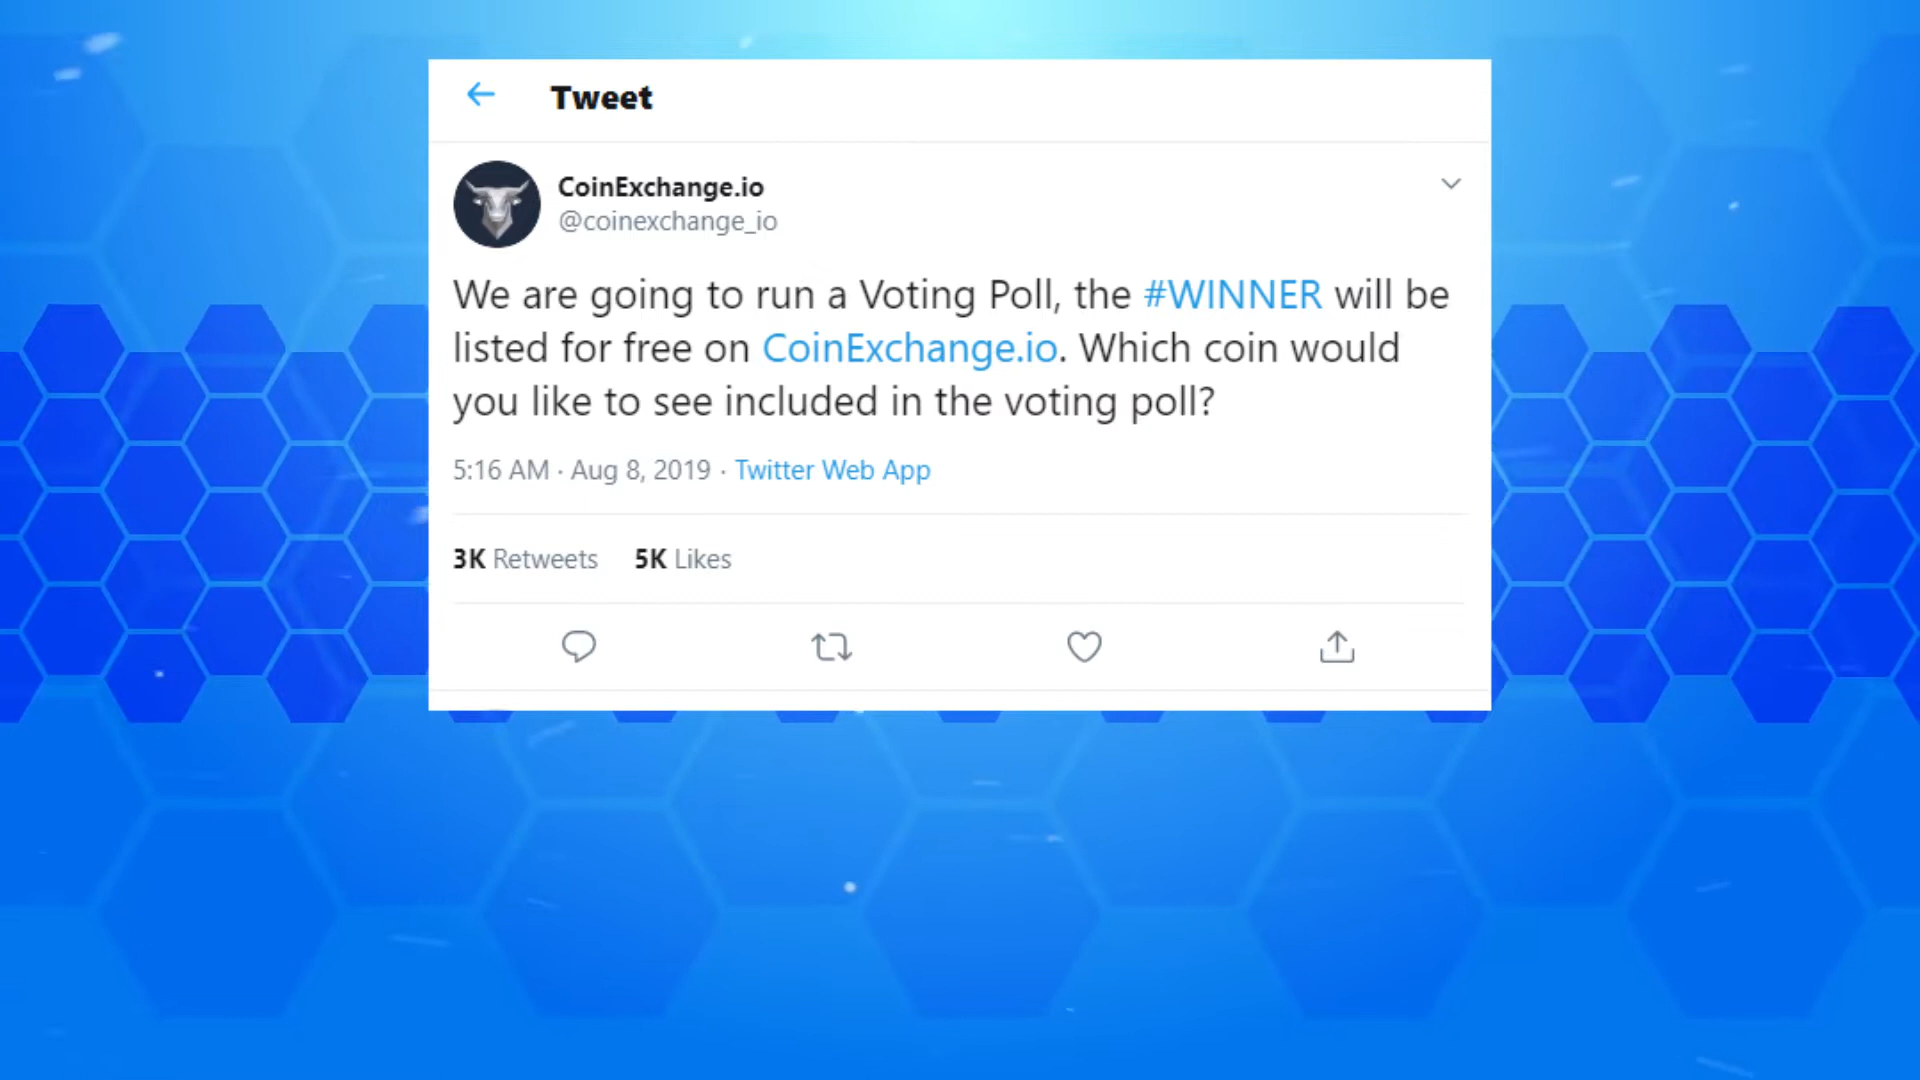 Tweet
CoinExchange.io
@coinexchange_io
We are going to run a Voting Poll, the #WINNER will be
listed for free on CoinExchange.io. Which coin would
you like to see included in the voting poll?
5:16 AM · Aug 8, 2019 · Twitter Web App
3K Retweets 5K Likes